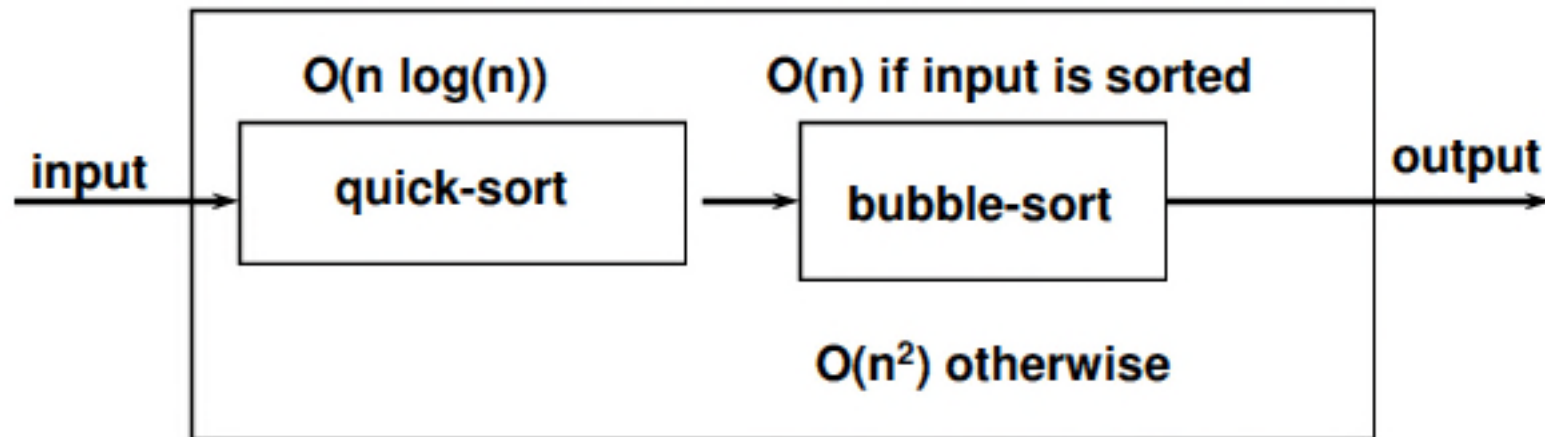 O(n log(n))
O(n) if input is sorted
input
quick-sort
bubble-sort
output
O(n²) otherwise